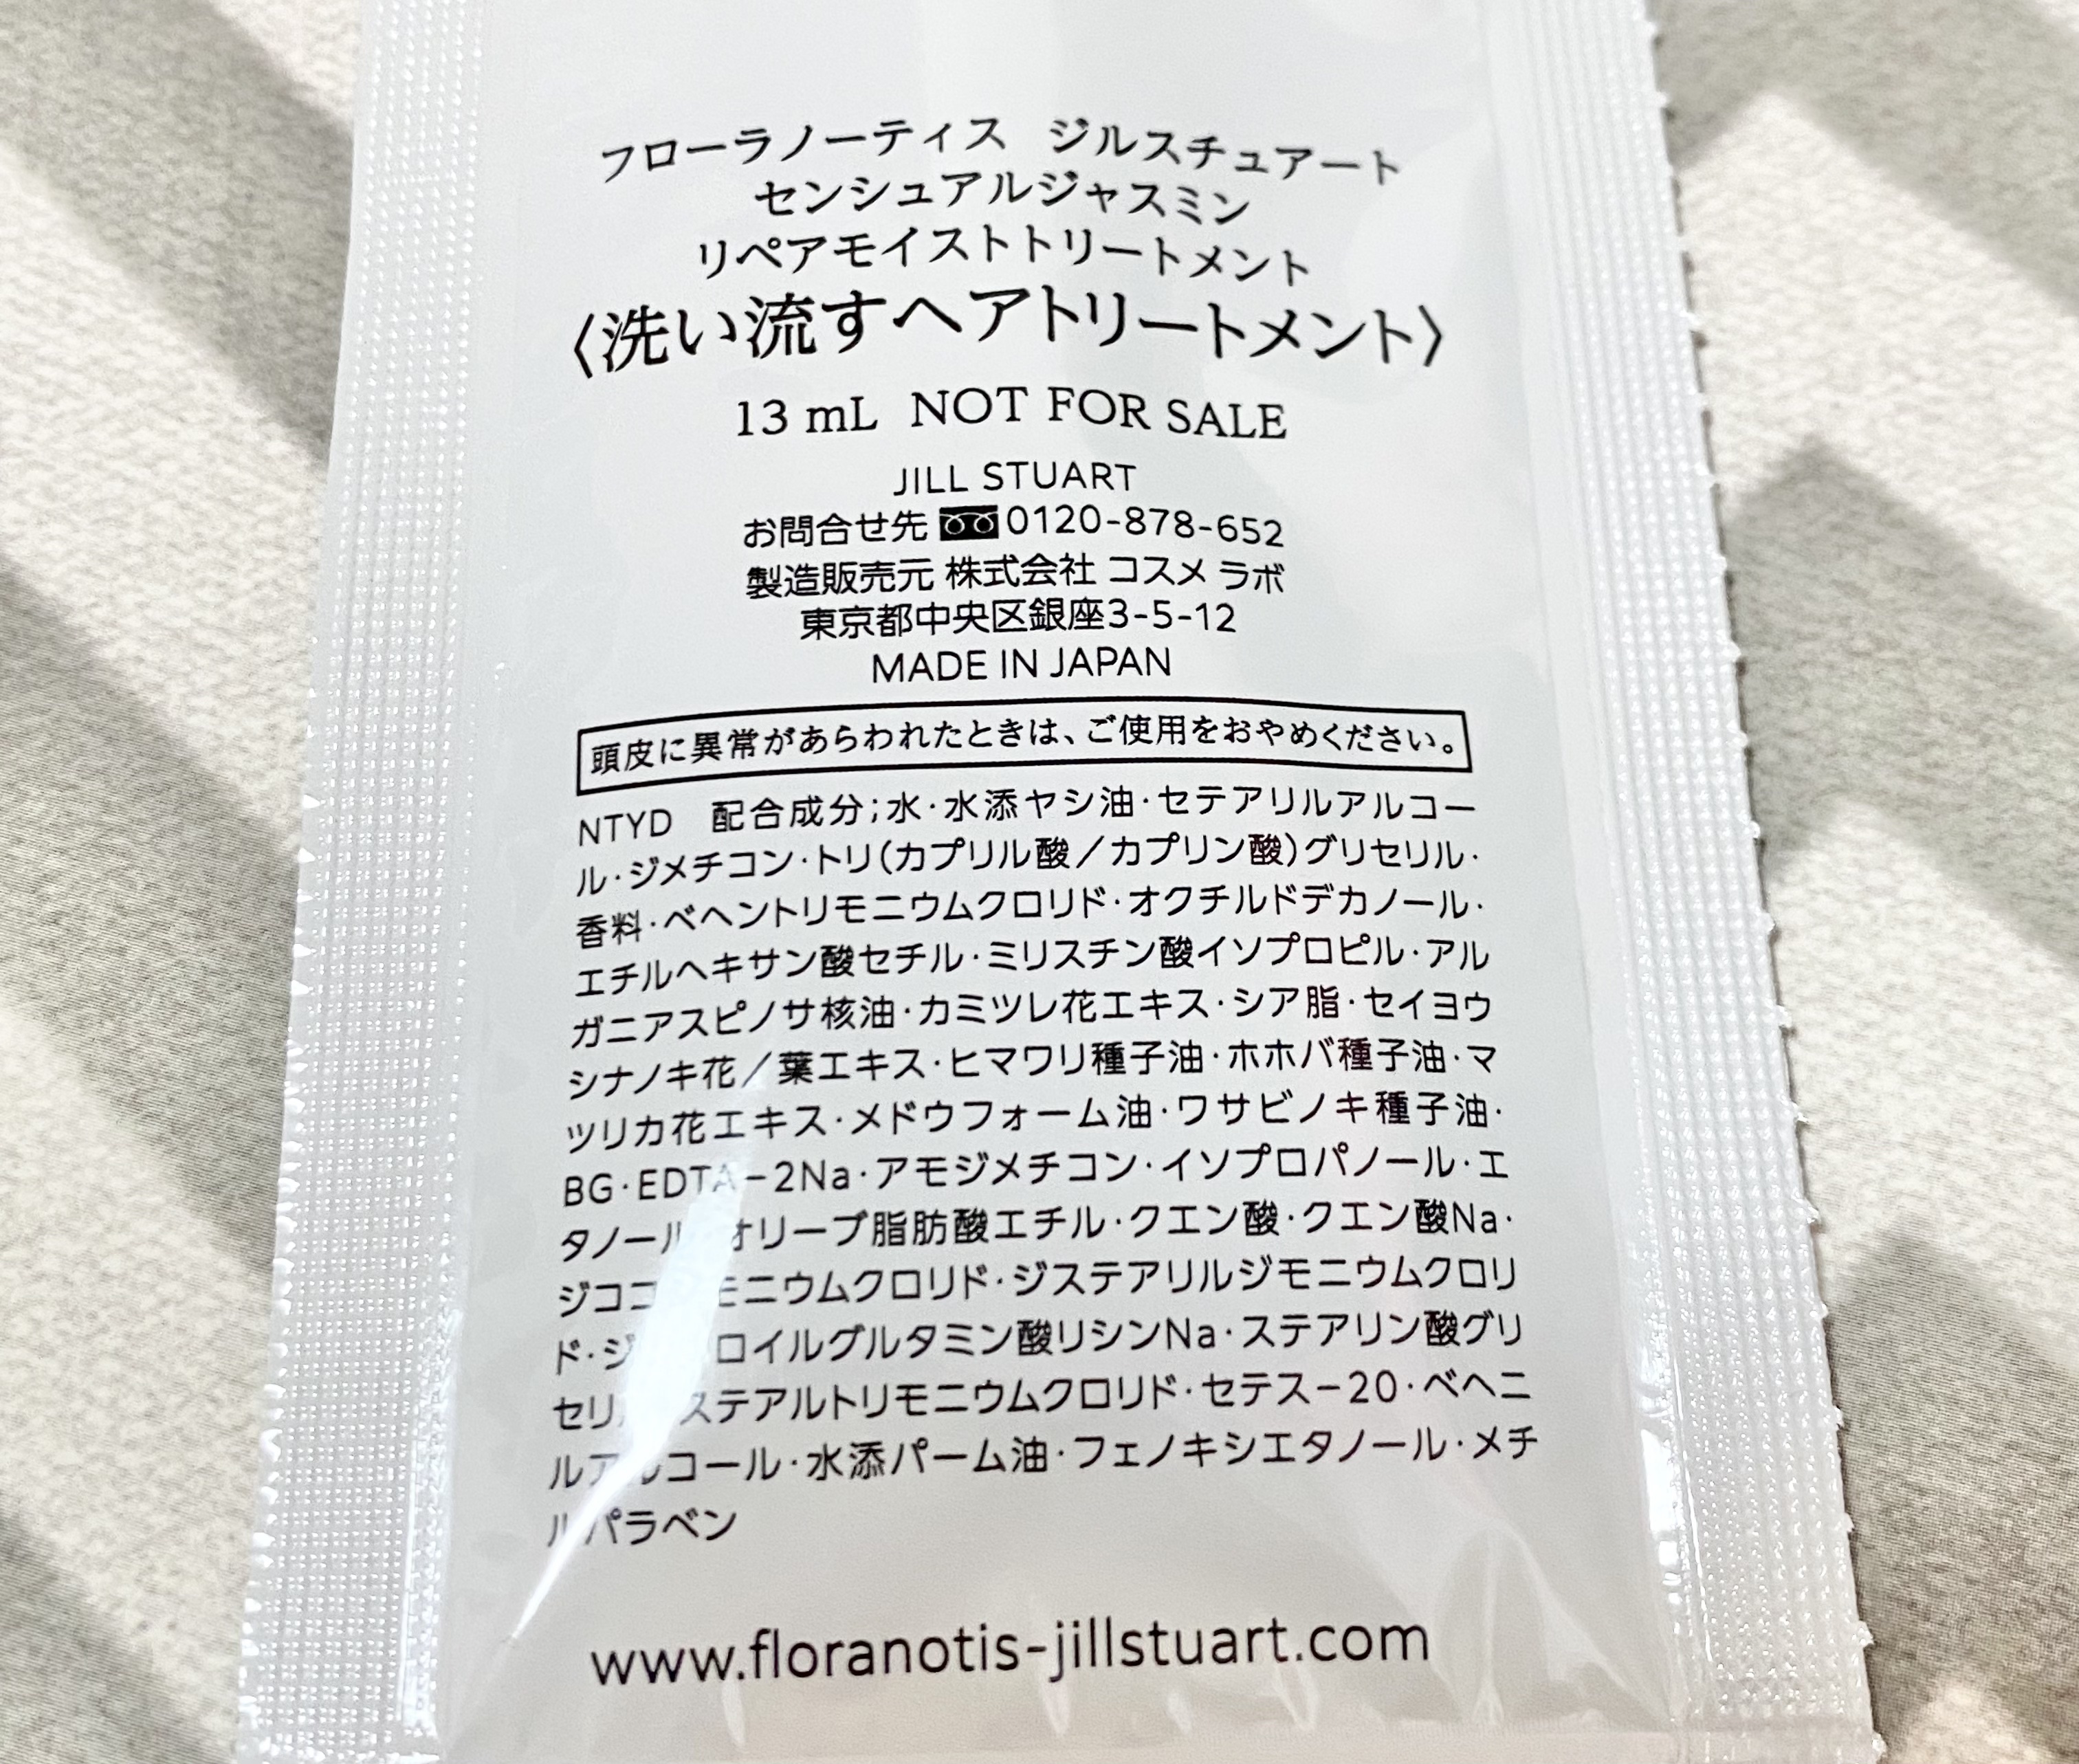 フローラノーティス ジルスチュアート
センシュアルジャスミン
リペアモイストトリートメント
〈洗い流すヘアトリートメント〉
13 mL NOT FOR SALE
JILL STUART
お問合せ先 0120-878-652
製造販売元 株式会社 コスメ ラボ
東京都中央区銀座3-5-12
MADE IN JAPAN
頭皮に異常があらわれたときは、ご使用をおやめください。
NTYD 配合成分;水・水添ヤシ油・セテアリルアルコー
ル・ジメチコン・トリ(カプリル酸/カプリン酸)グリセリル・
香料・ベヘントリモニウムクロリド・オクチルドデカノール・
エチルヘキサン酸セチル・ミリスチン酸イソプロピル・アル
ガニアスピノサ核油・カミツレ花エキス・シア脂・セイヨウ
シナノキ花/葉エキス・ヒマワリ種子油・ホホバ種子油・マ
ツリカ花エキス・メドウフォーム油・ワサビノキ種子油・
BG・EDTA-2Na・アモジメチコン・イソプロパノール・エ
タノール・オリーブ脂肪酸エチル・クエン酸・クエン酸Na・
モニウムクロリド・ジステアリルジモニウムクロリ
ド・ロイルグルタミン酸リシンNa・ステアリン酸グリ
セリル・ステアルトリモニウムクロリド・セテス-20・ベヘニ
ルアルコール・水添パーム油・フェノキシエタノール・メチ
ルパラベン
www.floranotis-jillstuart.com